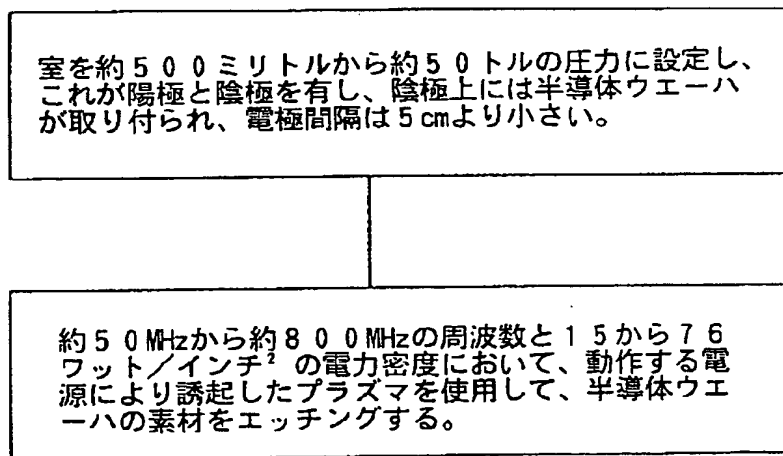 室を約５００ミリトルから約５０トルの圧力に設定し、
これが陽極と陰極を有し、陰極上には半導体ウエーハ
が取り付られ、電極間隔は５cmより小さい。
約５０MHzから約８００MHzの周波数と１５から７６
ワット／インチ² の電力密度において、動作する電
源により誘起したプラズマを使用して、半導体ウエ
ーハの素材をエッチングする。